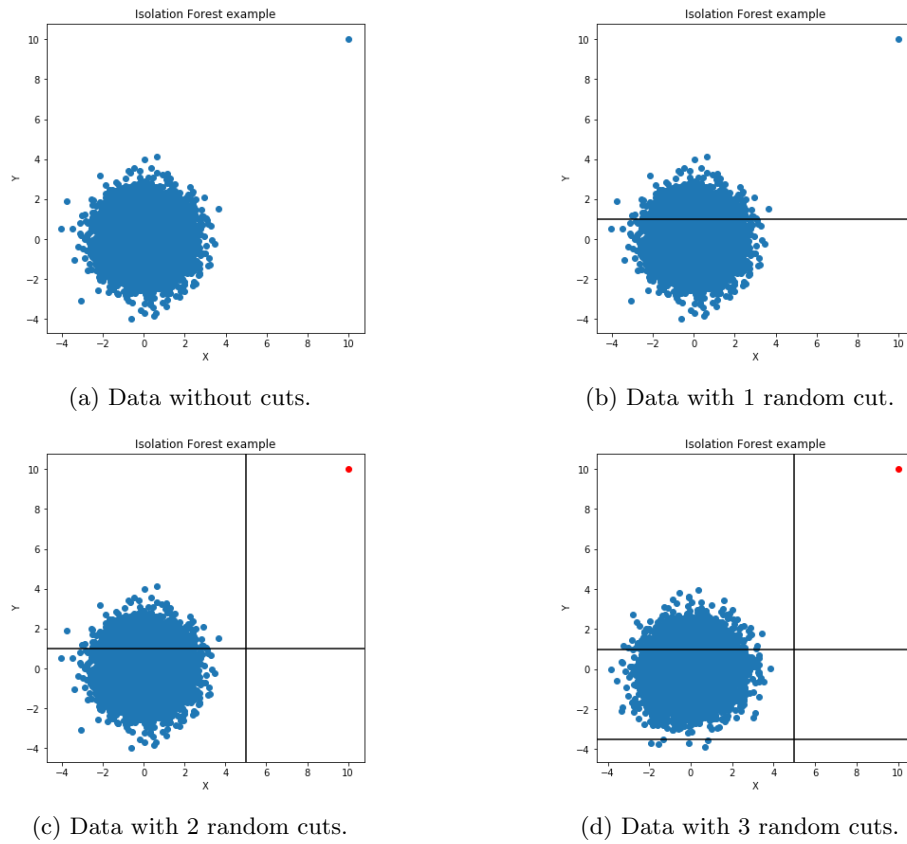 Isolation Forest example
Isolation Forest example
10
8
6
4
2
0
−2
−4
Y
−4 −2 0 2 4 6 8 10
X
10
8
6
4
2
0
−2
−4
Y
−4 −2 0 2 4 6 8 10
X
(a) Data without cuts.
(b) Data with 1 random cut.
Isolation Forest example
Isolation Forest example
10
8
6
4
2
0
−2
−4
Y
−4 −2 0 2 4 6 8 10
X
10
8
6
4
2
0
−2
−4
Y
−4 −2 0 2 4 6 8 10
X
(c) Data with 2 random cuts.
(d) Data with 3 random cuts.